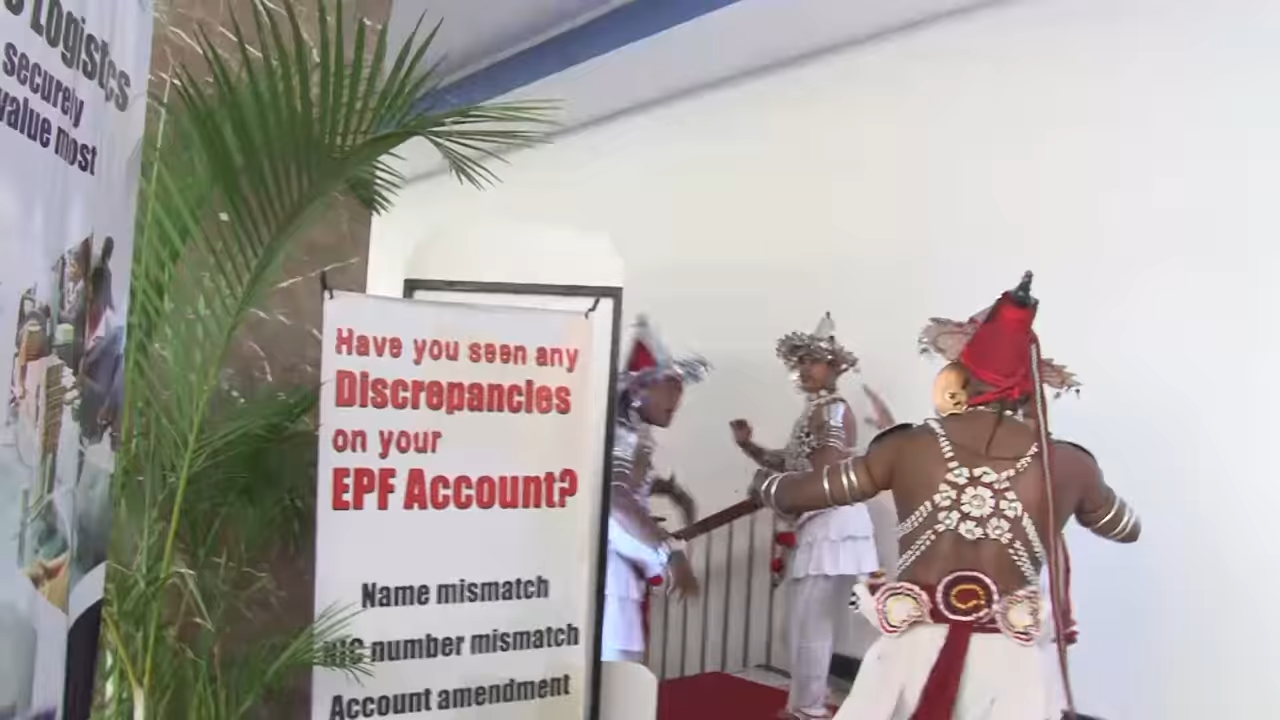 Logistics
securely
value most
Have you seen any
Discrepancies
on your
EPF Account?
Name mismatch
number mismatch
Account amendment